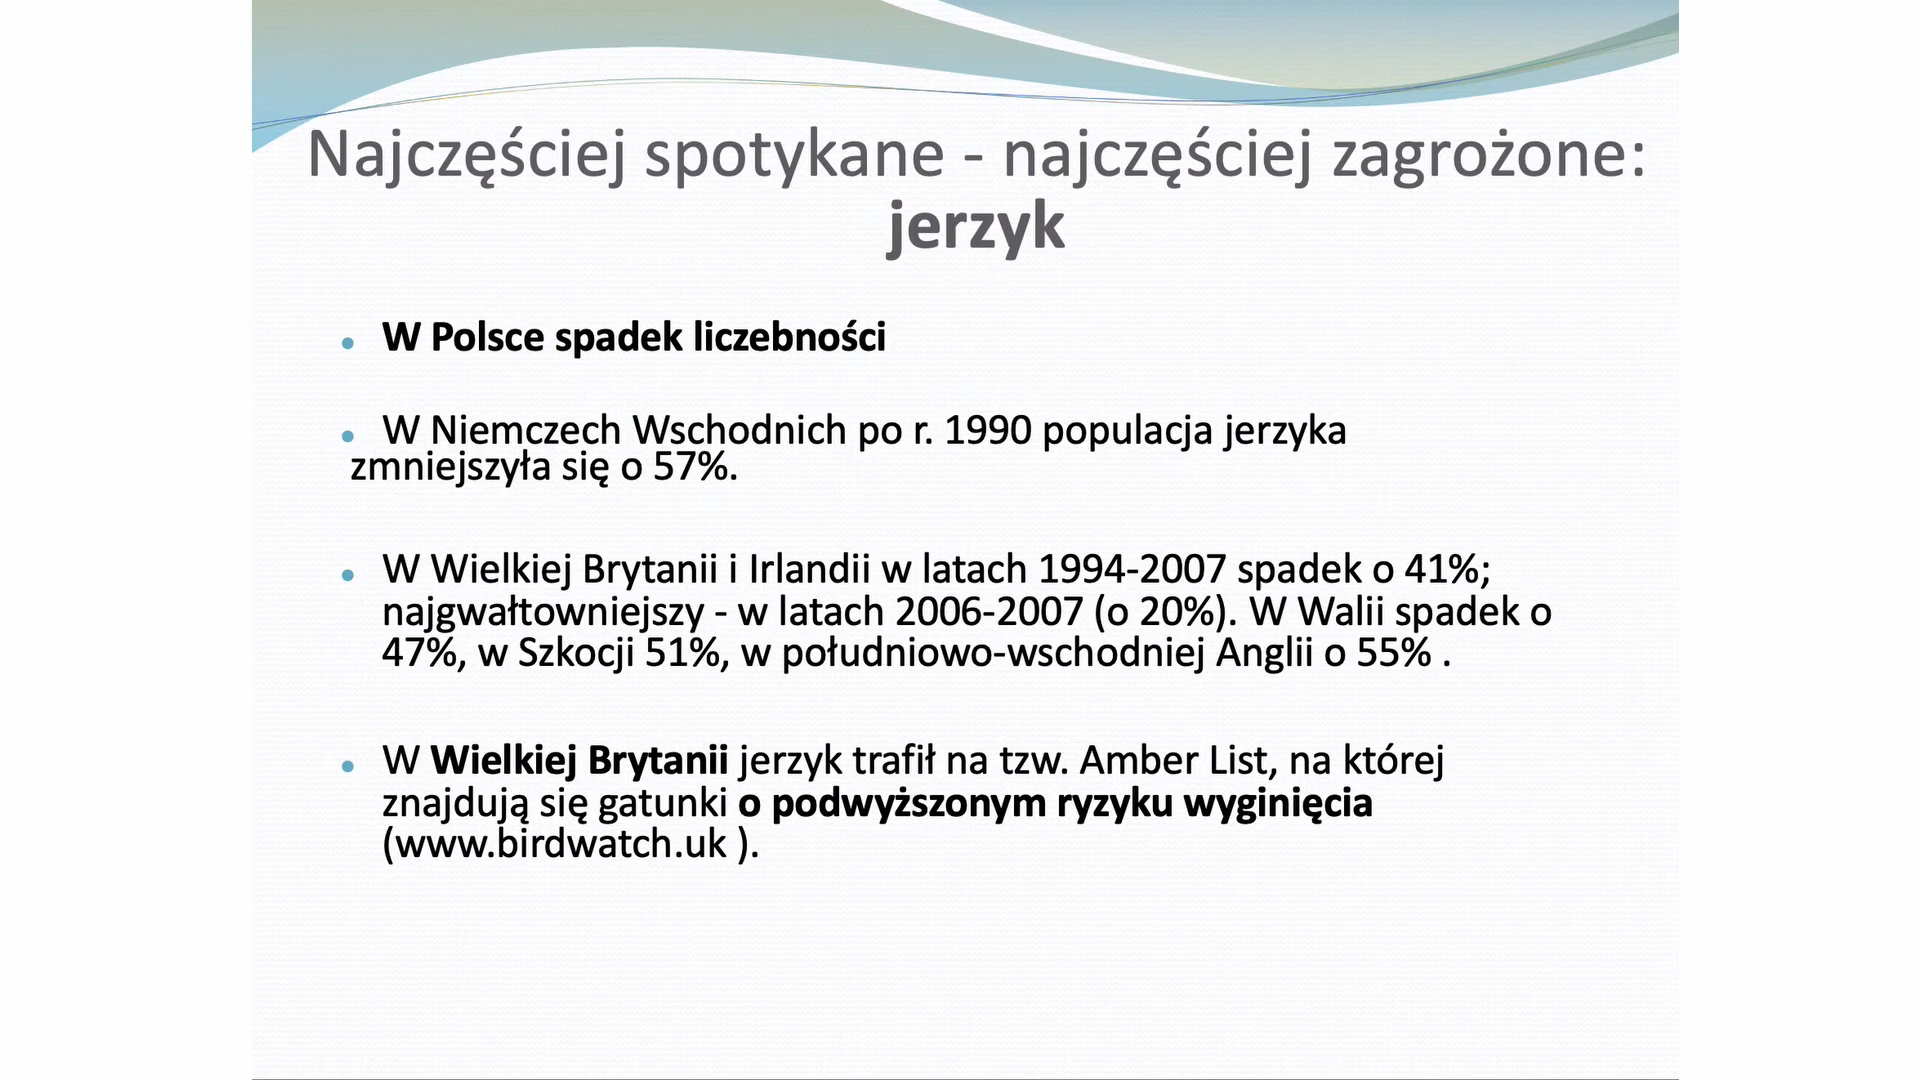 Najczęściej spotykane - najczęściej zagrożone:
jerzyk
W Polsce spadek liczebności
W Niemczech Wschodnich po r. 1990 populacja jerzyka
zmniejszyła się o 57%.
W Wielkiej Brytanii i Irlandii w latach 1994-2007 spadek o 41%;
najgwałtowniejszy - w latach 2006-2007 (o 20%). W Walii spadek o
47%, w Szkocji 51%, w południowo-wschodniej Anglii o 55% .
W Wielkiej Brytanii jerzyk trafił na tzw. Amber List, na której
znajdują się gatunki o podwyższonym ryzyku wyginięcia
(www.birdwatch.uk ).